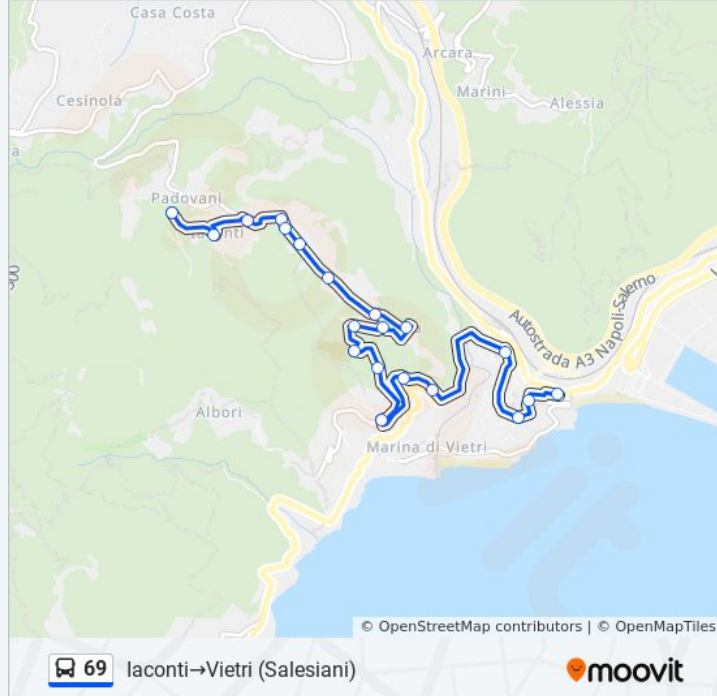 Casa Costa
Arcara
Cesinola
Marini
Alessia
Padovani
Autostrada A3 Napoli-Salerno
Albori
Marina di Vietri
© OpenStreetMap contributors | © OpenMapTiles
69 Iaconti→Vietri (Salesiani)
moovit